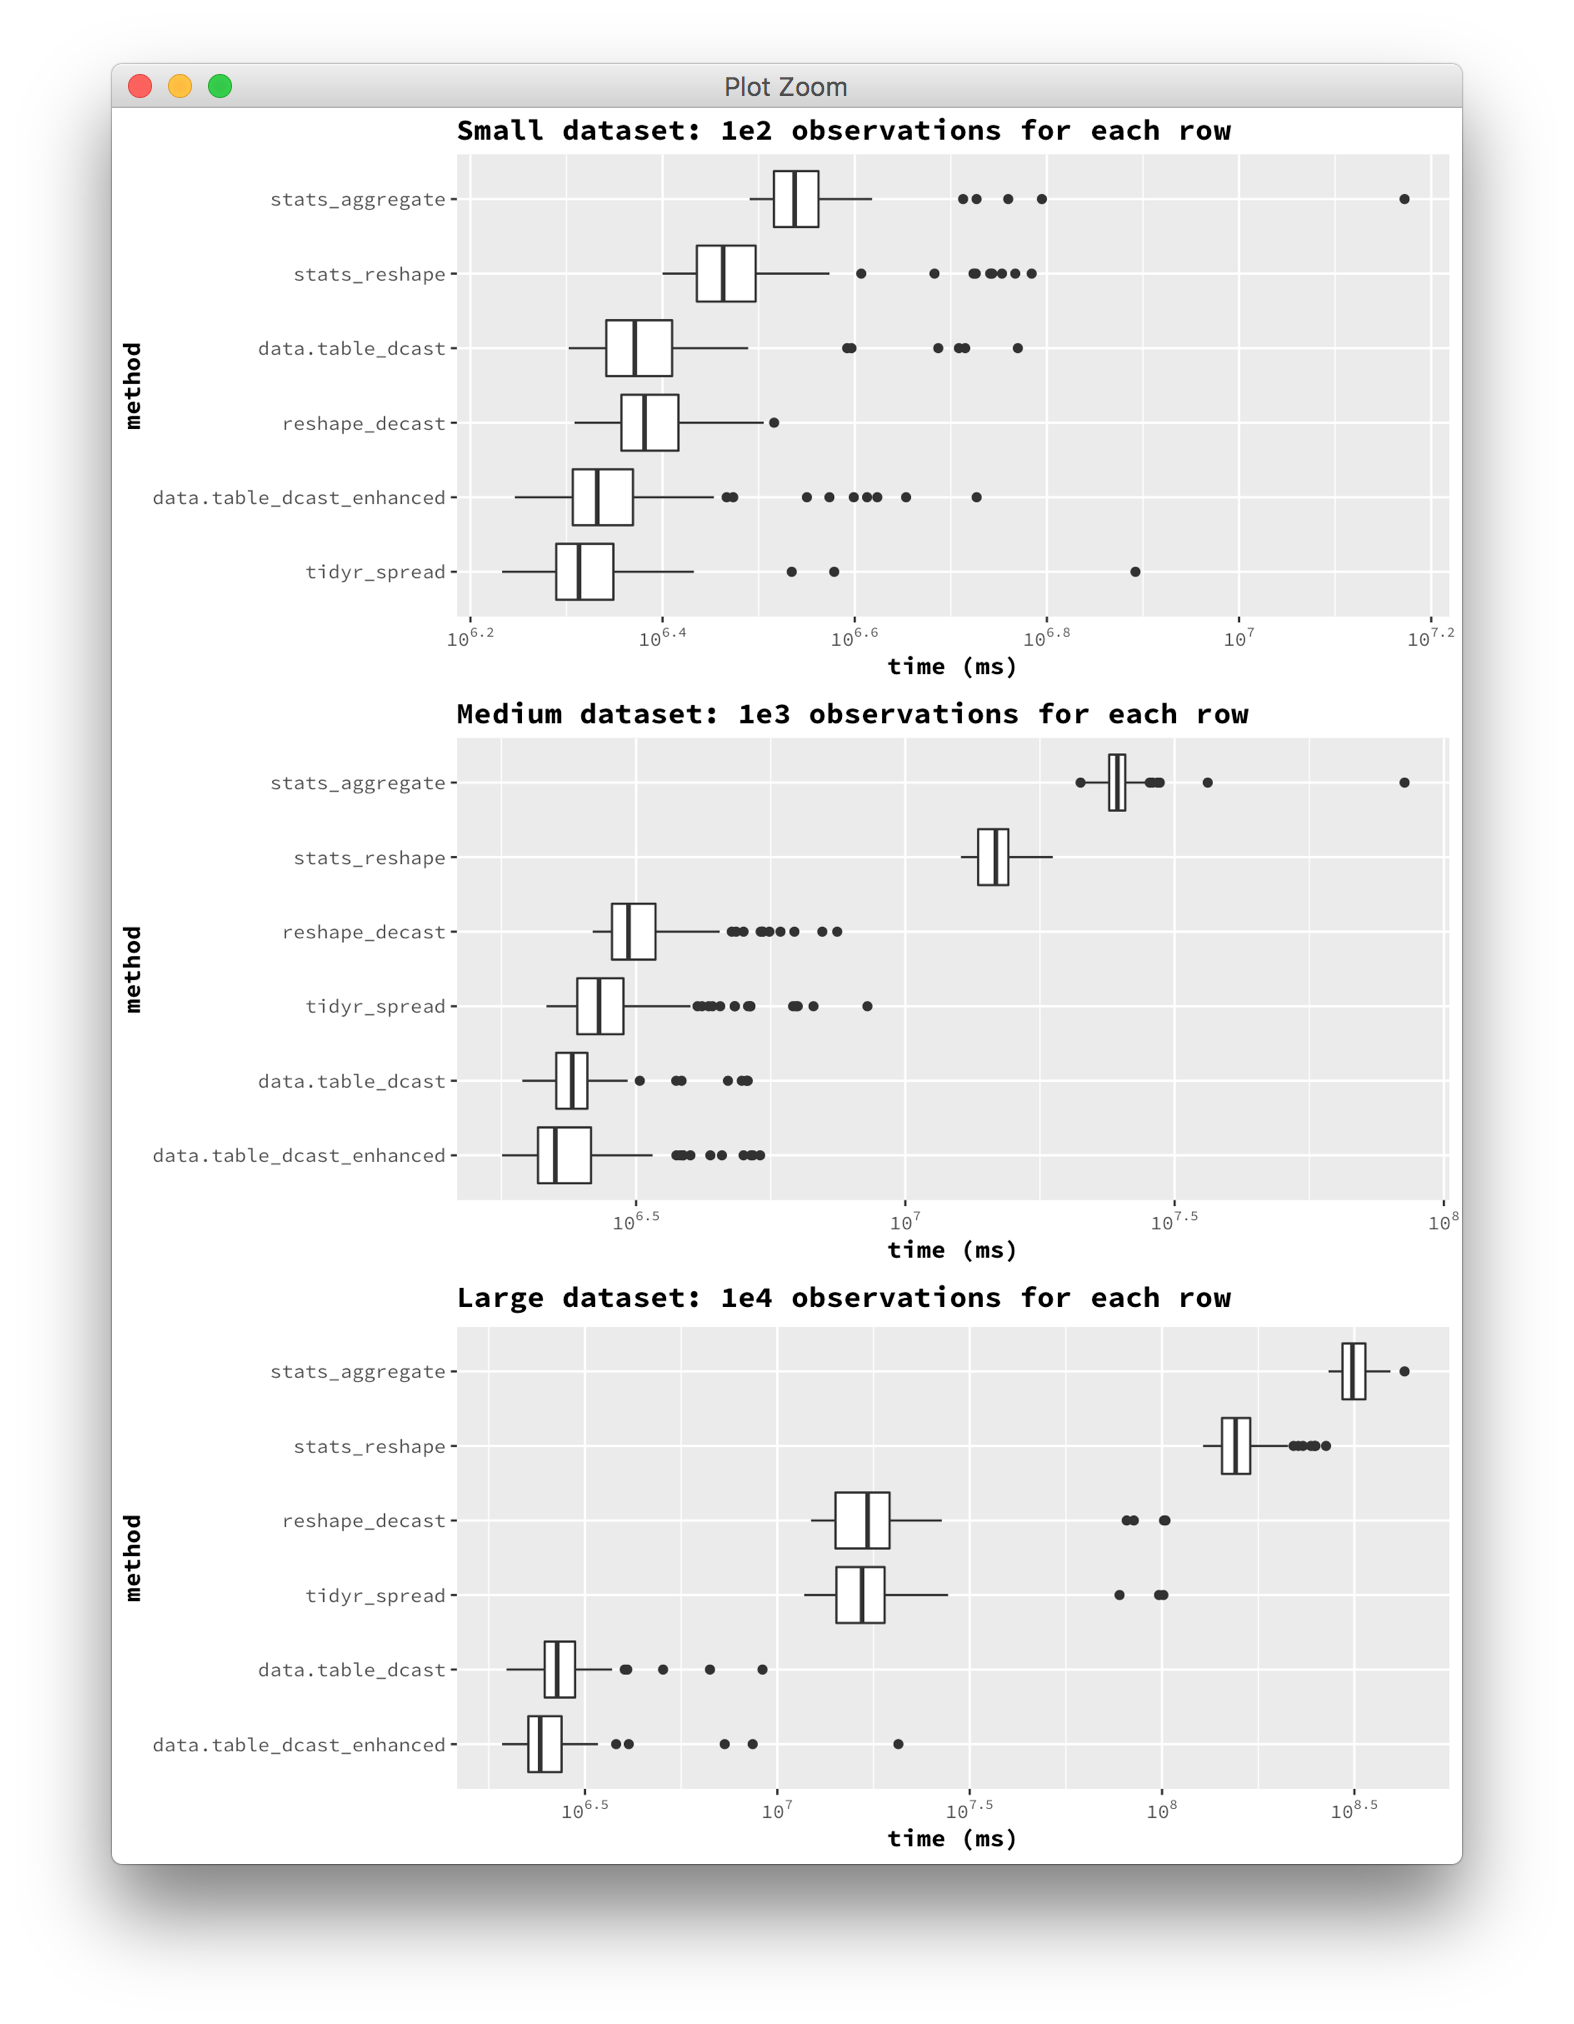 Plot Zoom
Small dataset: 1e2 observations for each row
method
stats_aggregate
stats_reshape
data.table_dcast
reshape_decast
data.table_dcast_enhanced
tidyr_spread
10^6.2 10^6.4 10^6.6 10^6.8 10^7 10^7.2
time (ms)
Medium dataset: 1e3 observations for each row
method
stats_aggregate
stats_reshape
reshape_decast
tidyr_spread
data.table_dcast
data.table_dcast_enhanced
10^6.5 10^7 10^7.5 10^8
time (ms)
Large dataset: 1e4 observations for each row
method
stats_aggregate
stats_reshape
reshape_decast
tidyr_spread
data.table_dcast
data.table_dcast_enhanced
10^6.5 10^7 10^7.5 10^8 10^8.5
time (ms)